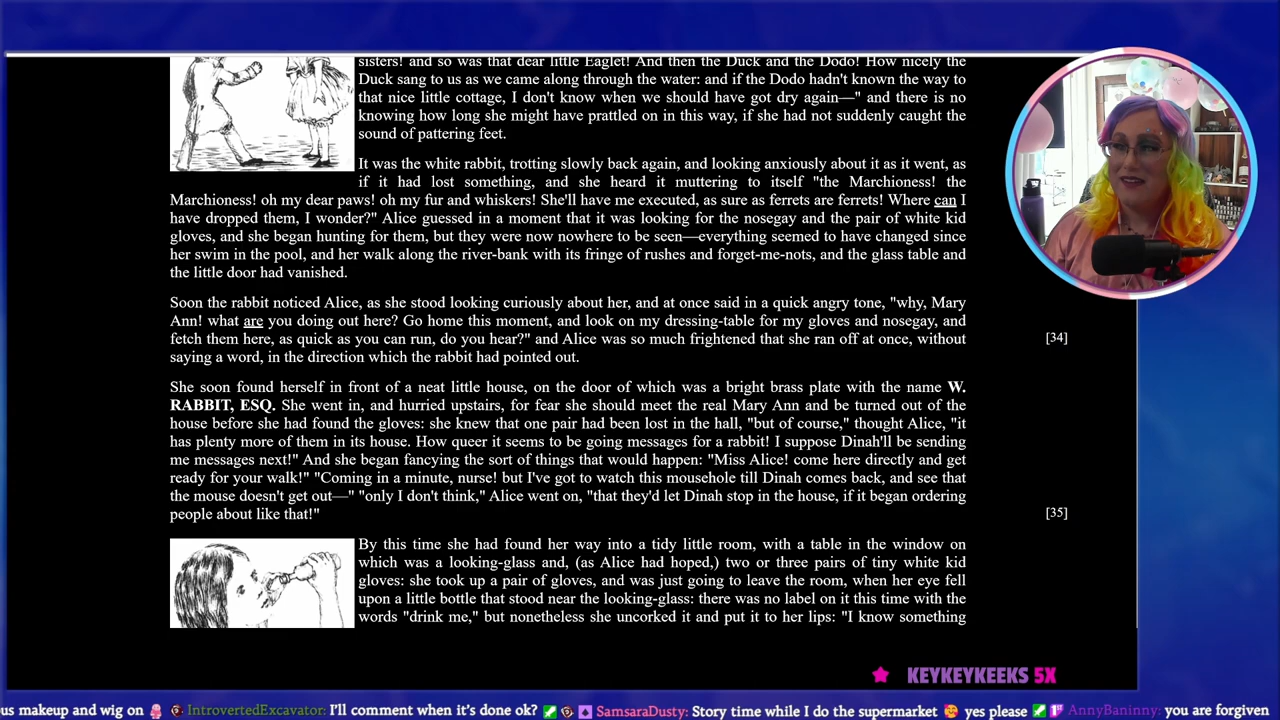 sisters! and so was that dear little Eaglet! And then the Duck and the Dodo! How nicely the
Duck sang to us as we came along through the water: and if the Dodo hadn't known the way to
that nice little cottage, I don't know when we should have got dry again—" and there is no
knowing how long she might have prattled on in this way, if she had not suddenly caught the
sound of pattering feet.
It was the white rabbit, trotting slowly back again, and looking anxiously about it as it went, as
if it had lost something, and she heard it muttering to itself "the Marchioness! the
Marchioness! oh my dear paws! oh my fur and whiskers! She'll have me executed, as sure as ferrets are ferrets! Where can I
have dropped them, I wonder?" Alice guessed in a moment that it was looking for the nosegay and the pair of white kid
gloves, and she began hunting for them, but they were now nowhere to be seen—everything seemed to have changed since
her swim in the pool, and her walk along the river-bank with its fringe of rushes and forget-me-nots, and the glass table and
the little door had vanished.
Soon the rabbit noticed Alice, as she stood looking curiously about her, and at once said in a quick angry tone, "why, Mary
Ann! what are you doing out here? Go home this moment, and look on my dressing-table for my gloves and nosegay, and
fetch them here, as quick as you can run, do you hear?" and Alice was so much frightened that she ran off at once, without
[34]
saying a word, in the direction which the rabbit had pointed out.
She soon found herself in front of a neat little house, on the door of which was a bright brass plate with the name W.
RABBIT, ESQ. She went in, and hurried upstairs, for fear she should meet the real Mary Ann and be turned out of the
house before she had found the gloves: she knew that one pair had been lost in the hall, "but of course," thought Alice, "it
has plenty more of them in its house. How queer it seems to be going messages for a rabbit! I suppose Dinah'll be sending
me messages next!" And she began fancying the sort of things that would happen: "Miss Alice! come here directly and get
ready for your walk!" "Coming in a minute, nurse! but I've got to watch this mousehole till Dinah comes back, and see that
the mouse doesn't get out—" "only I don't think," Alice went on, "that they'd let Dinah stop in the house, if it began ordering
people about like that!"
[35]
By this time she had found her way into a tidy little room, with a table in the window on
which was a looking-glass and, (as Alice had hoped,) two or three pairs of tiny white kid
gloves: she took up a pair of gloves, and was just going to leave the room, when her eye fell
upon a little bottle that stood near the looking-glass: there was no label on it this time with the
words "drink me," but nonetheless she uncorked it and put it to her lips: "I know something
KEYKEYKEEKS 5X
us makeup and wig on IntrovertedExcavator: I'll comment when it's done ok? SamsaraDusty: Story time while I do the supermarket yes please AnnyBaninny: you are forgiven